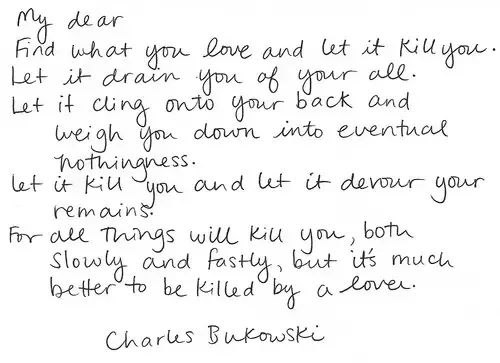 My dear
Find what you love and let it kill you.
Let it drain you of your all.
Let it cling onto your back and
weigh you down into eventual
nothingness.
Let it kill you and let it devour your
remains.
For all things will kill you, both
slowly and fastly, but it's much
better to be killed by a lover.
Charles Bukowski